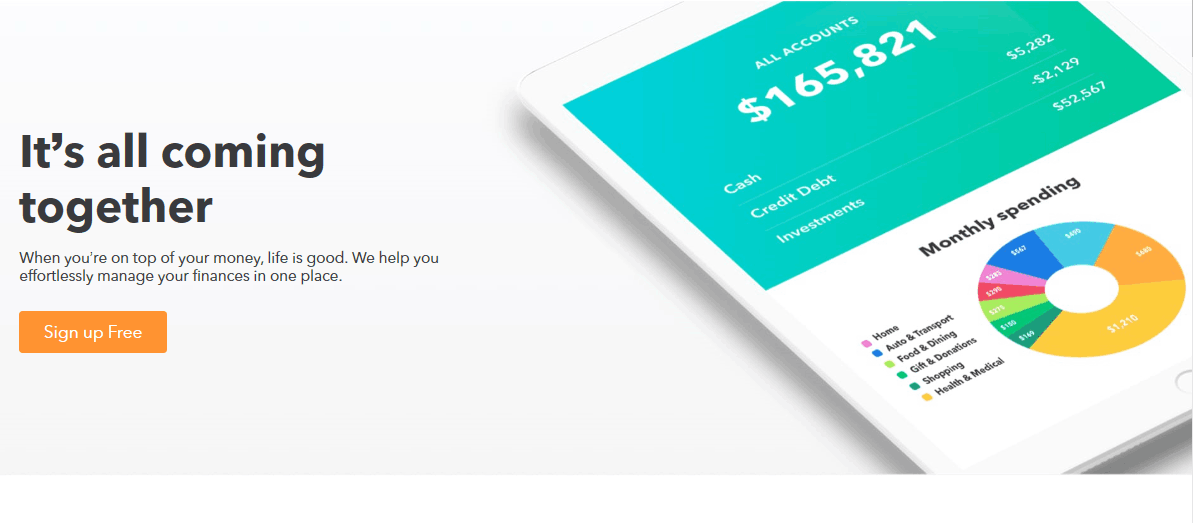 It's all coming
together
When you're on top of your money, life is good. We help you
effortlessly manage your finances in one place.
Sign up Free
ALL ACCOUNTS
$165,821
Cash $5,282
Credit Debt -$2,129
Investments $52,567
Monthly spending
$490
$567
$680
$285
$290
$275
$150
$169
$1,210
Home
Auto & Transport
Food & Dining
Gift & Donations
Shopping
Health & Medical